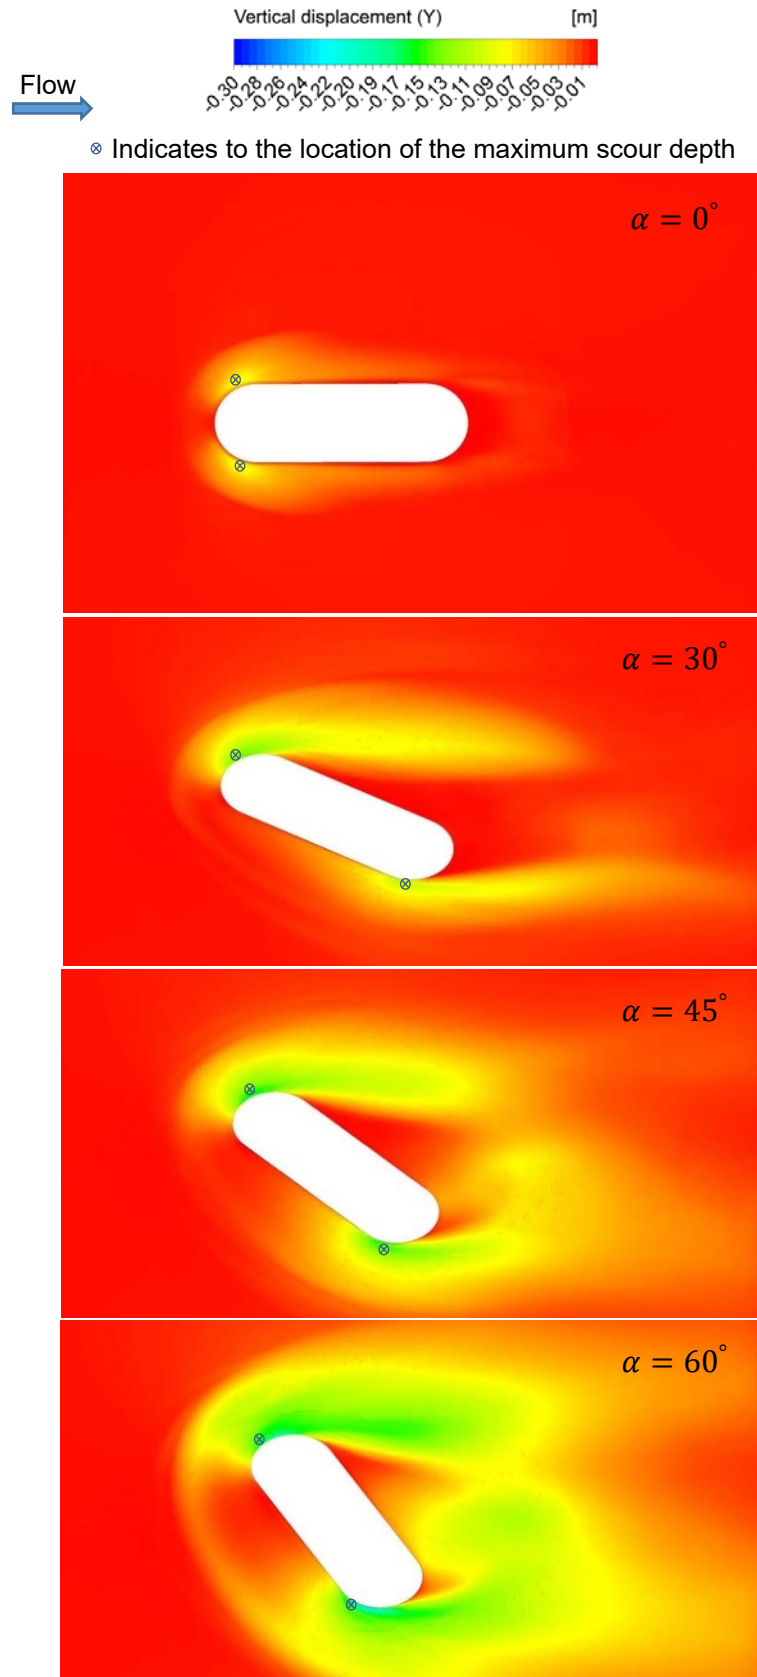 Vertical displacement (Y) [m]
-0.30 -0.28 -0.26 -0.24 -0.22 -0.20 -0.19 -0.17 -0.15 -0.13 -0.11 -0.09 -0.07 -0.05 -0.03 -0.01
Flow
⊗ Indicates to the location of the maximum scour depth
α = 0°
α = 30°
α = 45°
α = 60°